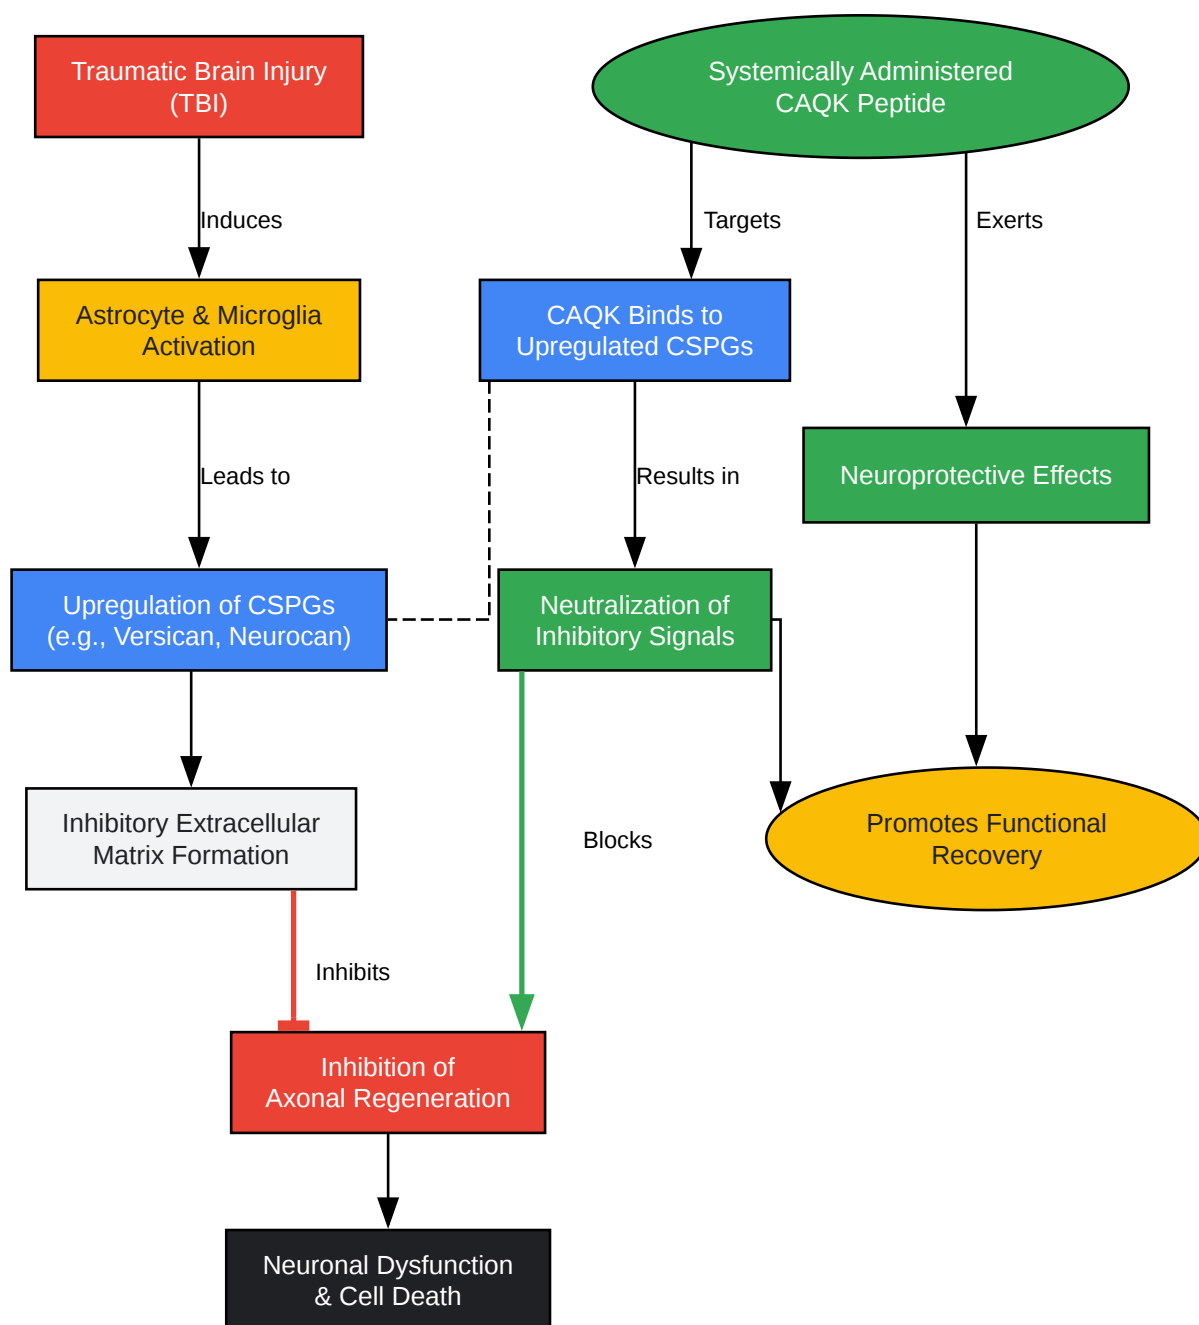 Traumatic Brain Injury
(TBI)
Systemically Administered
CAQK Peptide
Induces
Targets
Exerts
Astrocyte & Microglia
Activation
CAQK Binds to
Upregulated CSPGs
Leads to
Results in
Neuroprotective Effects
Upregulation of CSPGs
(e.g., Versican, Neurocan)
Neutralization of
Inhibitory Signals
Inhibitory Extracellular
Matrix Formation
Blocks
Promotes Functional
Recovery
Inhibits
Inhibition of
Axonal Regeneration
Neuronal Dysfunction
& Cell Death